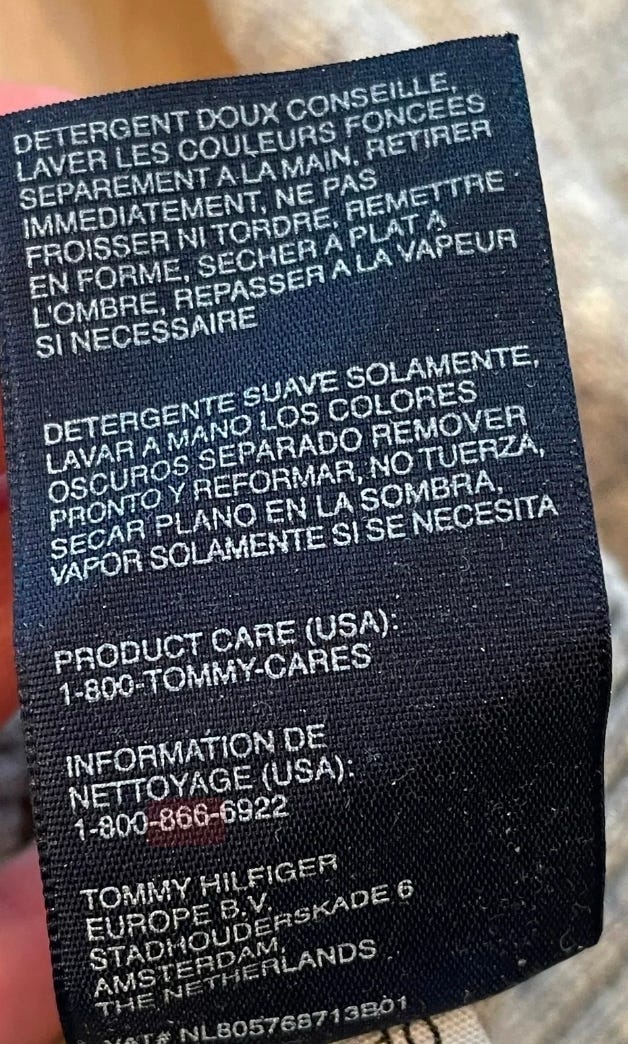 DETERGENT DOUX CONSEILLE,
LAVER LES COULEURS FONCEES
SEPAREMENT A LA MAIN, RETIRER
IMMEDIATEMENT, NE PAS
FROISSER NI TORDRE, REMETTRE
EN FORME, SECHER A PLAT A
L'OMBRE, REPASSER A LA VAPEUR
SI NECESSAIRE
DETERGENTE SUAVE SOLAMENTE,
LAVAR A MANO LOS COLORES
OSCUROS SEPARADO REMOVER
PRONTO Y REFORMAR, NO TUERZA,
SECAR PLANO EN LA SOMBRA,
VAPOR SOLAMENTE SI SE NECESITA
PRODUCT CARE (USA):
1-800-TOMMY-CARES
INFORMATION DE
NETTOYAGE (USA):
1-800-866-6922
TOMMY HILFIGER
EUROPE B.V.
STADHOUDERSKADE 6
AMSTERDAM,
THE NETHERLANDS
VAT# NL805768713B01